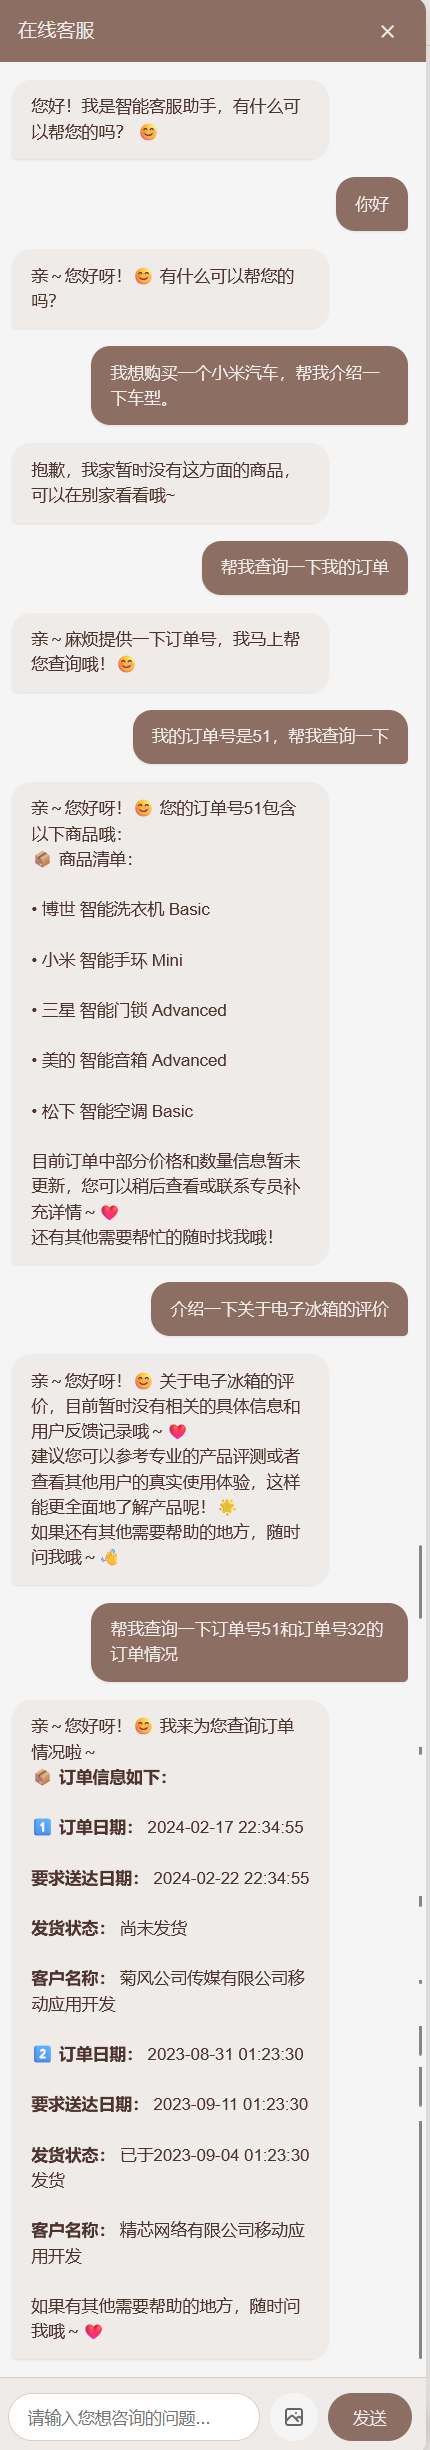 在线客服
×
您好！我是智能客服助手，有什么可
以帮您的吗？ 😊
你好
亲～您好呀！😊 有什么可以帮您的
吗？
我想购买一个小米汽车，帮我介绍一
下车型。
抱歉，我家暂时没有这方面的商品，
可以在别家看看哦~
帮我查询一下我的订单
亲～麻烦提供一下订单号，我马上帮
您查询哦！😊
我的订单号是51，帮我查询一下
亲～您好呀！😊 您的订单号51包含
以下商品哦：
📦 商品清单：
• 博世 智能洗衣机 Basic
• 小米 智能手环 Mini
• 三星 智能门锁 Advanced
• 美的 智能音箱 Advanced
• 松下 智能空调 Basic
目前订单中部分价格和数量信息暂未
更新，您可以稍后查看或联系专员补
充详情～❤️
还有其他需要帮忙的随时找我哦！
介绍一下关于电子冰箱的评价
亲～您好呀！😊 关于电子冰箱的评
价，目前暂时没有相关的具体信息和
用户反馈记录哦～❤️
建议您可以参考专业的产品评测或者
查看其他用户的真实使用体验，这样
能更全面地了解产品呢！🌟
如果还有其他需要帮助的地方，随时
问我哦～👋
帮我查询一下订单号51和订单号32的
订单情况
亲～您好呀！😊 我来为您查询订单
情况啦～
📦 订单信息如下：
1️⃣ 订单日期： 2024-02-17 22:34:55
要求送达日期： 2024-02-22 22:34:55
发货状态： 尚未发货
客户名称： 菊风公司传媒有限公司移
动应用开发
2️⃣ 订单日期： 2023-08-31 01:23:30
要求送达日期： 2023-09-11 01:23:30
发货状态： 已于2023-09-04 01:23:30
发货
客户名称： 精芯网络有限公司移动应
用开发
如果有其他需要帮助的地方，随时问
我哦～❤️
请输入您想咨询的问题...
发送